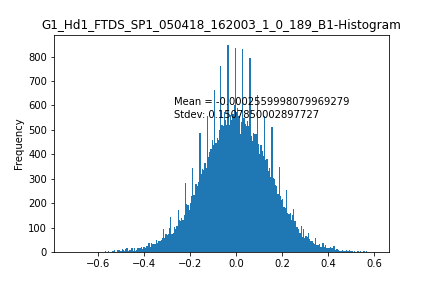 G1_Hd1_FTDS_SP1_050418_162003_1_0_189_B1-Histogram
800
700
600
Mean = -0.0002559998079969279
Stdev: 0.1507850002897727
500
400
300
200
100
0
Frequency
−0.6 −0.4 −0.2 0.0 0.2 0.4 0.6